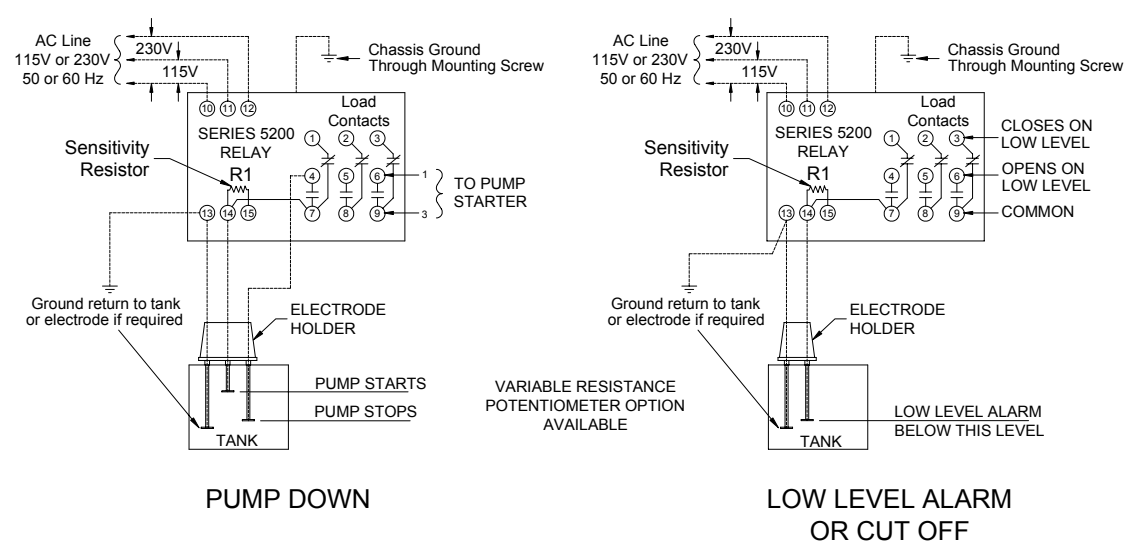 AC Line
115V or 230V
50 or 60 Hz
230V
115V
Chassis Ground
Through Mounting Screw
10 11 12
Load
Contacts
SERIES 5200
RELAY
1 2 3
Sensitivity
Resistor
R1
4 5 6
1
TO PUMP
STARTER
13 14 15
7 8 9
3
Ground return to tank
or electrode if required
ELECTRODE
HOLDER
PUMP STARTS
PUMP STOPS
TANK
PUMP DOWN
VARIABLE RESISTANCE
POTENTIOMETER OPTION
AVAILABLE
AC Line
115V or 230V
50 or 60 Hz
230V
115V
Chassis Ground
Through Mounting Screw
10 11 12
Load
Contacts
SERIES 5200
RELAY
1 2 3
CLOSES ON
LOW LEVEL
Sensitivity
Resistor
R1
4 5 6
OPENS ON
LOW LEVEL
13 14 15
7 8 9
COMMON
Ground return to tank
or electrode if required
ELECTRODE
HOLDER
LOW LEVEL ALARM
BELOW THIS LEVEL
TANK
LOW LEVEL ALARM
OR CUT OFF